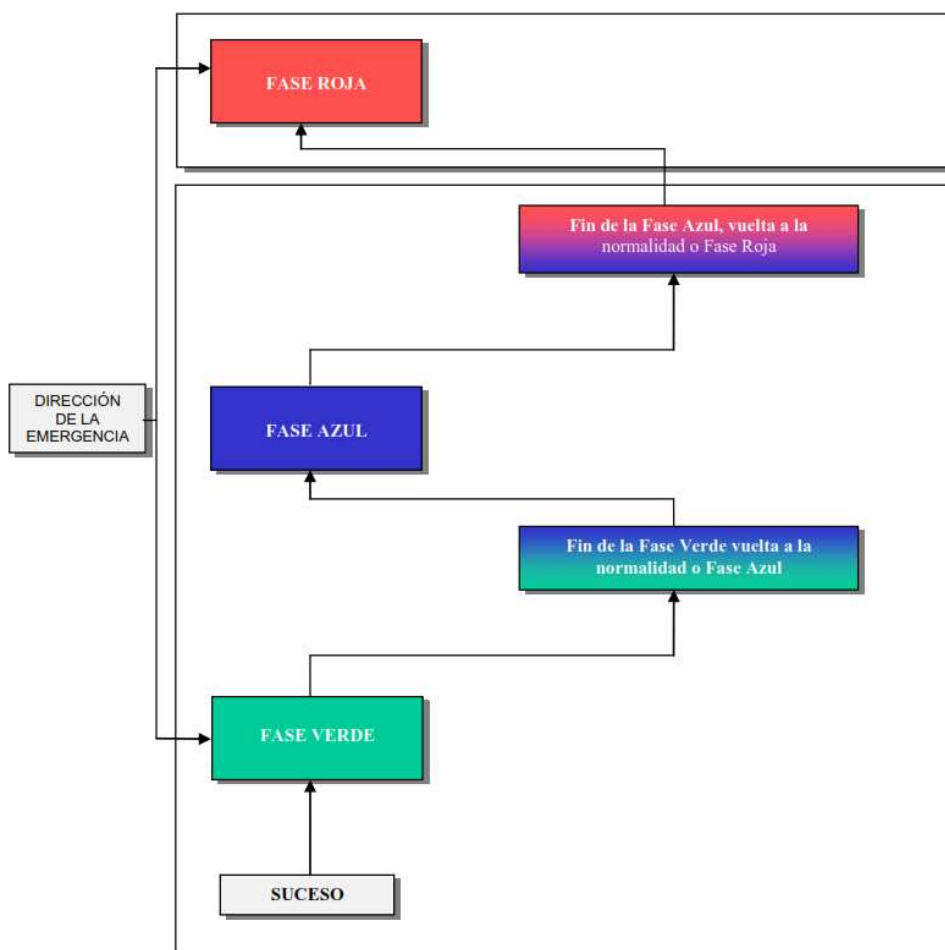 FASE ROJA
Fin de la Fase Azul, vuelta a la
normalidad o Fase Roja
DIRECCIÓN
DE LA
EMERGENCIA
FASE AZUL
Fin de la Fase Verde vuelta a la
normalidad o Fase Azul
FASE VERDE
SUCESO